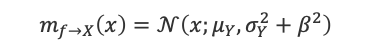 m_{f→X}(x) = 𝒩(x; μ_Y, σ_Y^2 + β^2)